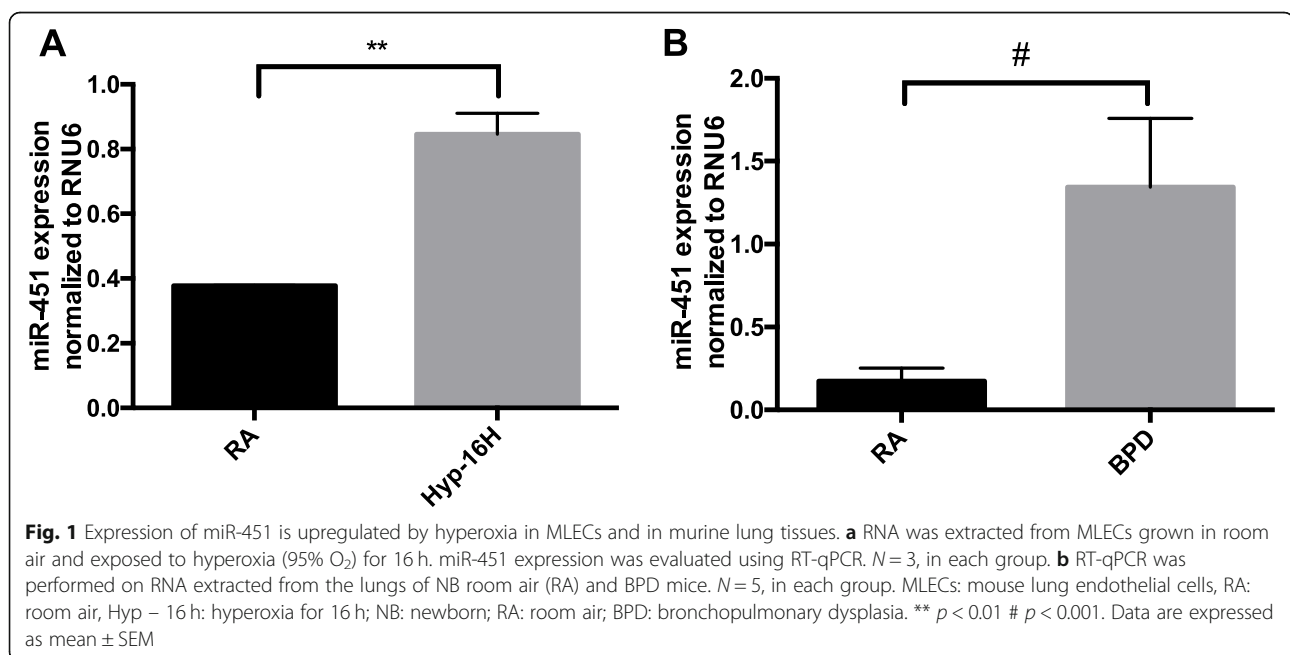 A
**
1.0
0.8
0.6
0.4
0.2
0.0
miR-451 expression
normalized to RNU6
RA
Hyp-16H
B
#
2.0
1.5
1.0
0.5
0.0
miR-451 expression
normalized to RNU6
RA
BPD
Fig. 1 Expression of miR-451 is upregulated by hyperoxia in MLECs and in murine lung tissues. a RNA was extracted from MLECs grown in room
air and exposed to hyperoxia (95% O₂) for 16 h. miR-451 expression was evaluated using RT-qPCR. N = 3, in each group. b RT-qPCR was
performed on RNA extracted from the lungs of NB room air (RA) and BPD mice. N = 5, in each group. MLECs: mouse lung endothelial cells, RA:
room air, Hyp – 16 h: hyperoxia for 16 h; NB: newborn; RA: room air; BPD: bronchopulmonary dysplasia. ** p < 0.01 # p < 0.001. Data are expressed
as mean ± SEM